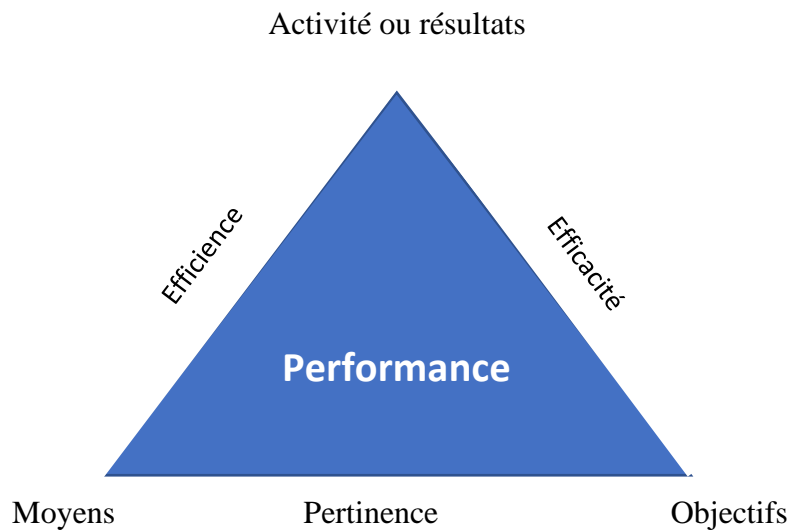 Activité ou résultats
Efficience
Efficacité
Performance
Moyens Pertinence Objectifs